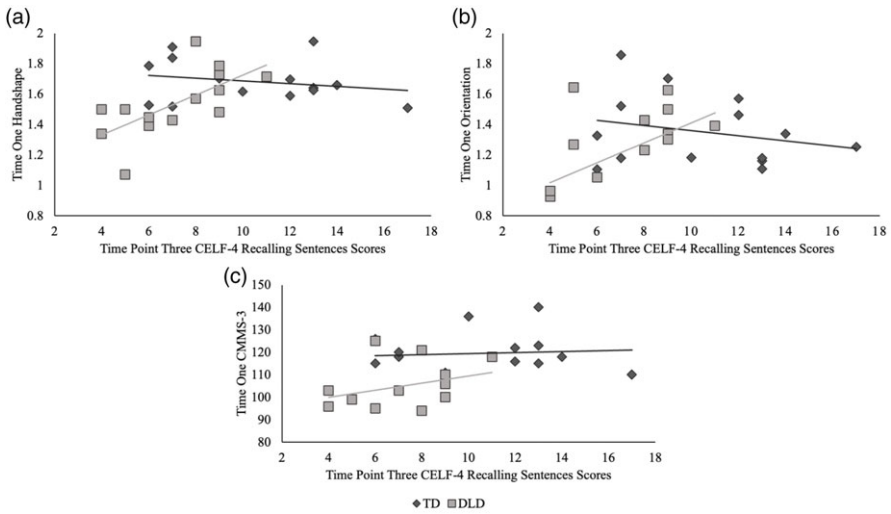 (a)
2
1.8
1.6
1.4
1.2
1
0.8
Time One Handshape
2 4 6 8 10 12 14 16 18
Time Point Three CELF-4 Recalling Sentences Scores
(b)
2
1.8
1.6
1.4
1.2
1
0.8
Time One Orientation
2 4 6 8 10 12 14 16 18
Time Point Three CELF-4 Recalling Sentences Scores
(c)
150
140
130
120
110
100
90
80
Time One CMMS-3
2 4 6 8 10 12 14 16 18
Time Point Three CELF-4 Recalling Sentences Scores
TD DLD